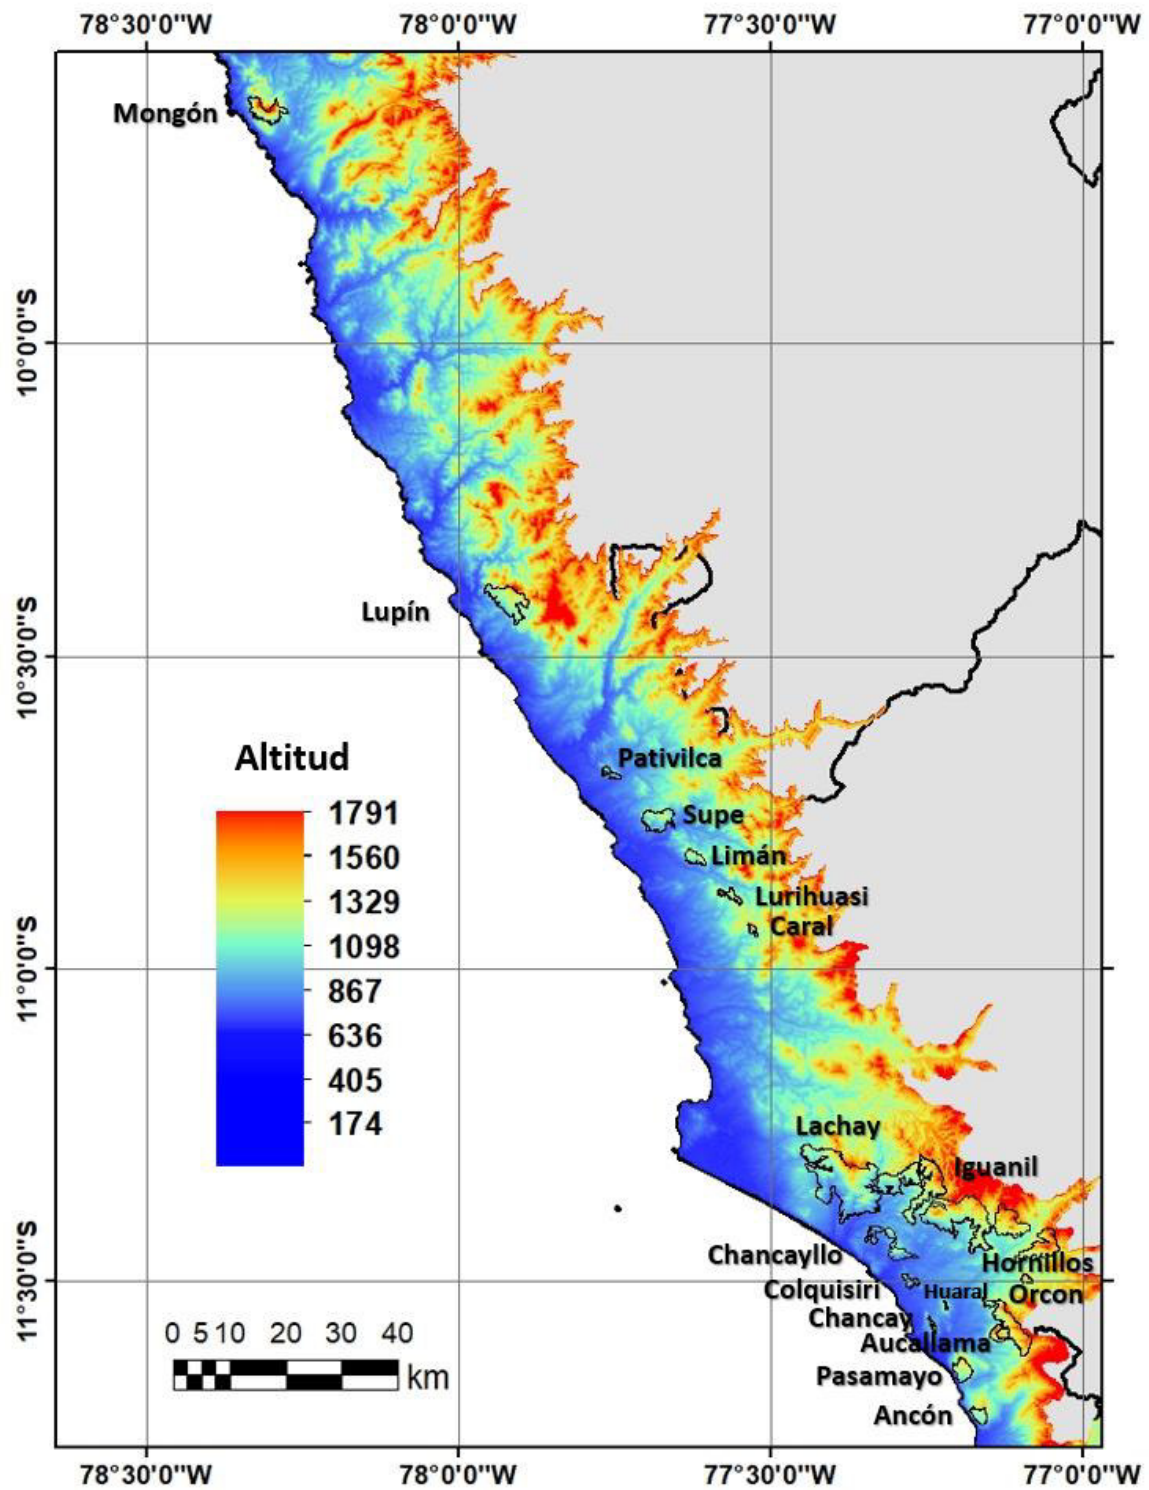 78°30'0"W 78°0'0"W 77°30'0"W 77°0'0"W
Mongón
10°0'0"S
Lupín
10°30'0"S
Altitud
Pativilca
1791
Supe
1560
Limán
1329
Lurihuasi
Caral
1098
11°0'0"S
867
636
405
174
Lachay
Iguanil
Chancayllo
Hornillos
11°30'0"S
Colquisiri
Huaral
Orcon
Chancay
0 5 10 20 30 40
km
Aucallama
Pasamayo
Ancón
78°30'0"W 78°0'0"W 77°30'0"W 77°0'0"W